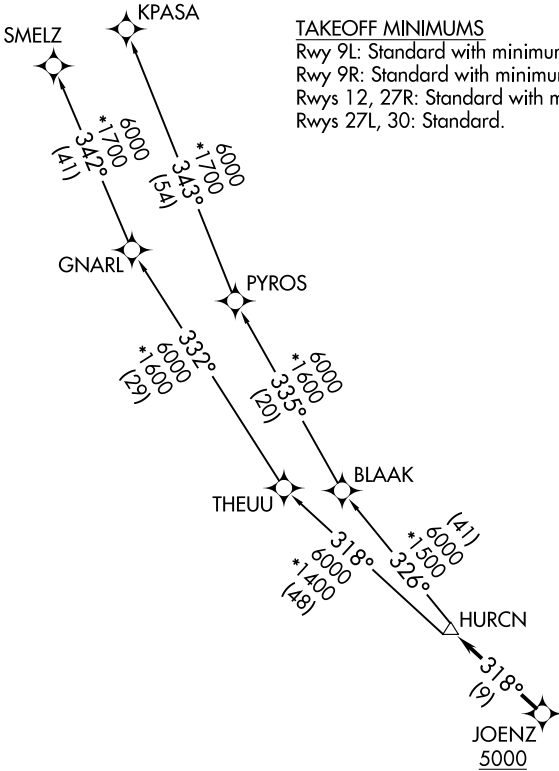 KPASA
SMELZ
TAKEOFF MINIMUMS
Rwy 9L: Standard with
Rwy 9R: Standard with
Rwys 12, 27R: Standard with
Rwys 27L, 30: Standard.
6000
*1700
342°
(41)
6000
*1700
343°
(54)
GNARL
PYROS
332°
6000
*1600
(29)
6000
*1600
335°
(20)
THEUU
BLAAK
318°
6000
*1400
(48)
(41)
6000
*1500
326°
HURCN
318°
(9)
JOENZ
5000